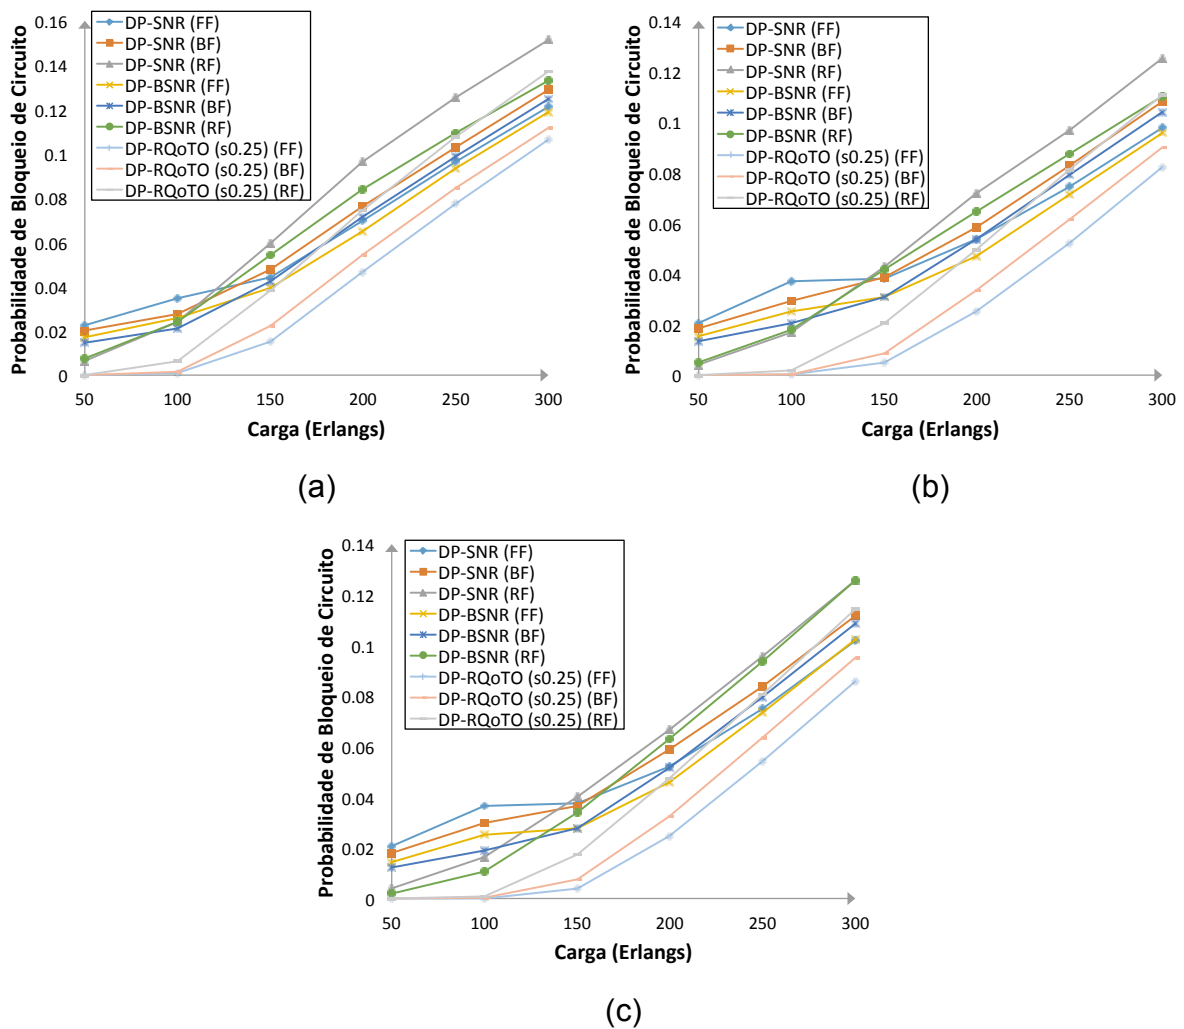 Probabilidade de Bloqueio de Circuito
0.16
0.14
0.12
0.1
0.08
0.06
0.04
0.02
0
DP-SNR (FF)
DP-SNR (BF)
DP-SNR (RF)
DP-BSNR (FF)
DP-BSNR (BF)
DP-BSNR (RF)
DP-RQoTO (s0.25) (FF)
DP-RQoTO (s0.25) (BF)
DP-RQoTO (s0.25) (RF)
50 100 150 200 250 300
Carga (Erlangs)
(a)
Probabilidade de Bloqueio de Circuito
0.14
0.12
0.1
0.08
0.06
0.04
0.02
0
DP-SNR (FF)
DP-SNR (BF)
DP-SNR (RF)
DP-BSNR (FF)
DP-BSNR (BF)
DP-BSNR (RF)
DP-RQoTO (s0.25) (FF)
DP-RQoTO (s0.25) (BF)
DP-RQoTO (s0.25) (RF)
50 100 150 200 250 300
Carga (Erlangs)
(b)
Probabilidade de Bloqueio de Circuito
0.14
0.12
0.1
0.08
0.06
0.04
0.02
0
DP-SNR (FF)
DP-SNR (BF)
DP-SNR (RF)
DP-BSNR (FF)
DP-BSNR (BF)
DP-BSNR (RF)
DP-RQoTO (s0.25) (FF)
DP-RQoTO (s0.25) (BF)
DP-RQoTO (s0.25) (RF)
50 100 150 200 250 300
Carga (Erlangs)
(c)